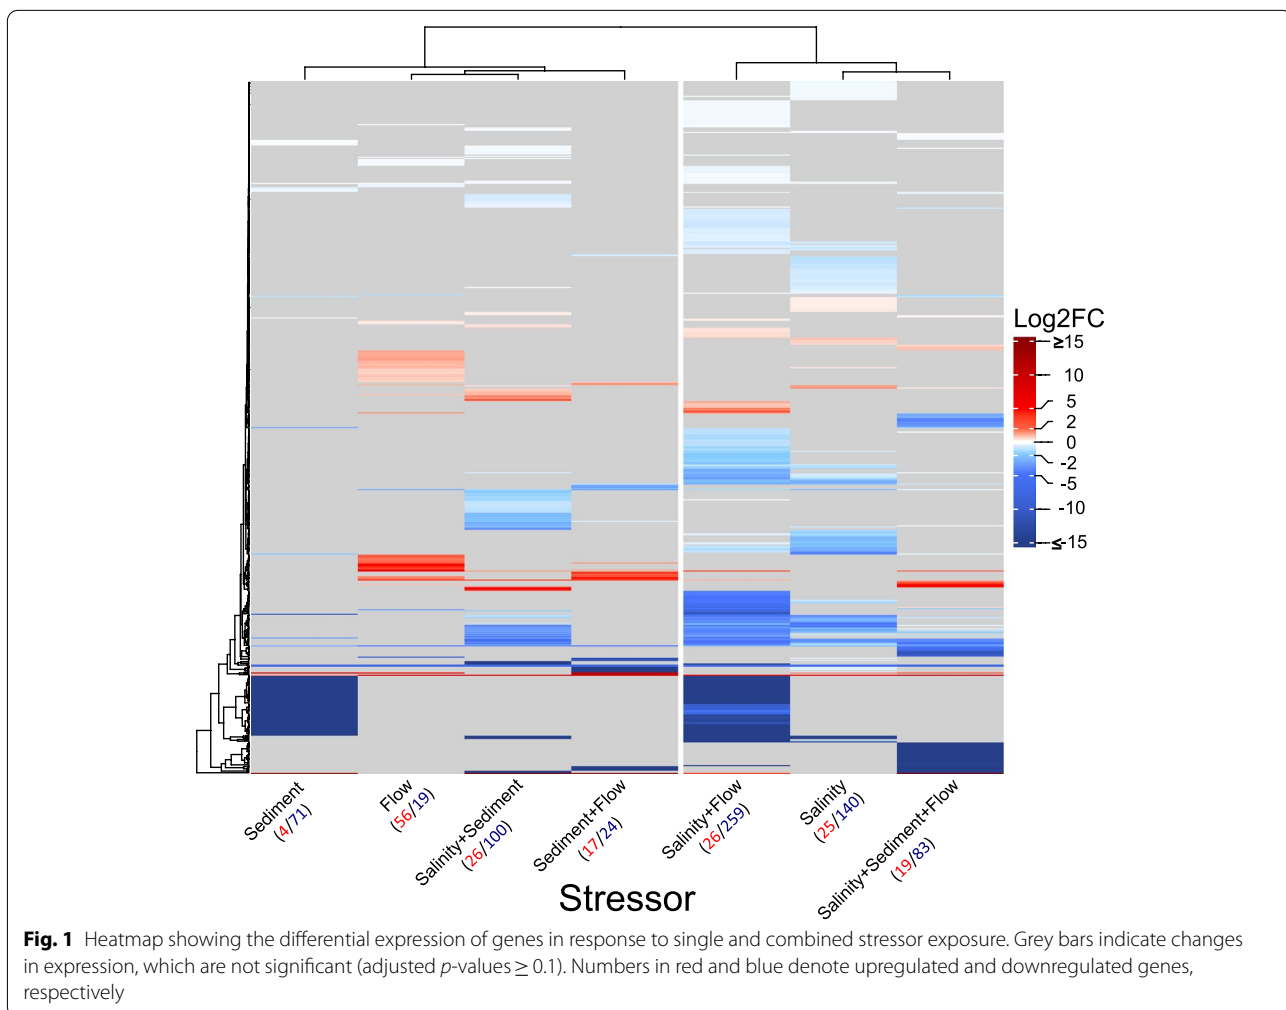 Log2FC
≥15
10
5
2
0
-2
-5
-10
≤-15
Sediment
(4/71)
Flow
(56/19)
Salinity+Sediment
(26/100)
Sediment+Flow
(17/24)
Salinity+Flow
(26/259)
Salinity
(25/140)
Salinity+Sediment+Flow
(19/83)
Stressor
Fig. 1 Heatmap showing the differential expression of genes in response to single and combined stressor exposure. Grey bars indicate changes
in expression, which are not significant (adjusted p-values ≥ 0.1). Numbers in red and blue denote upregulated and downregulated genes,
respectively